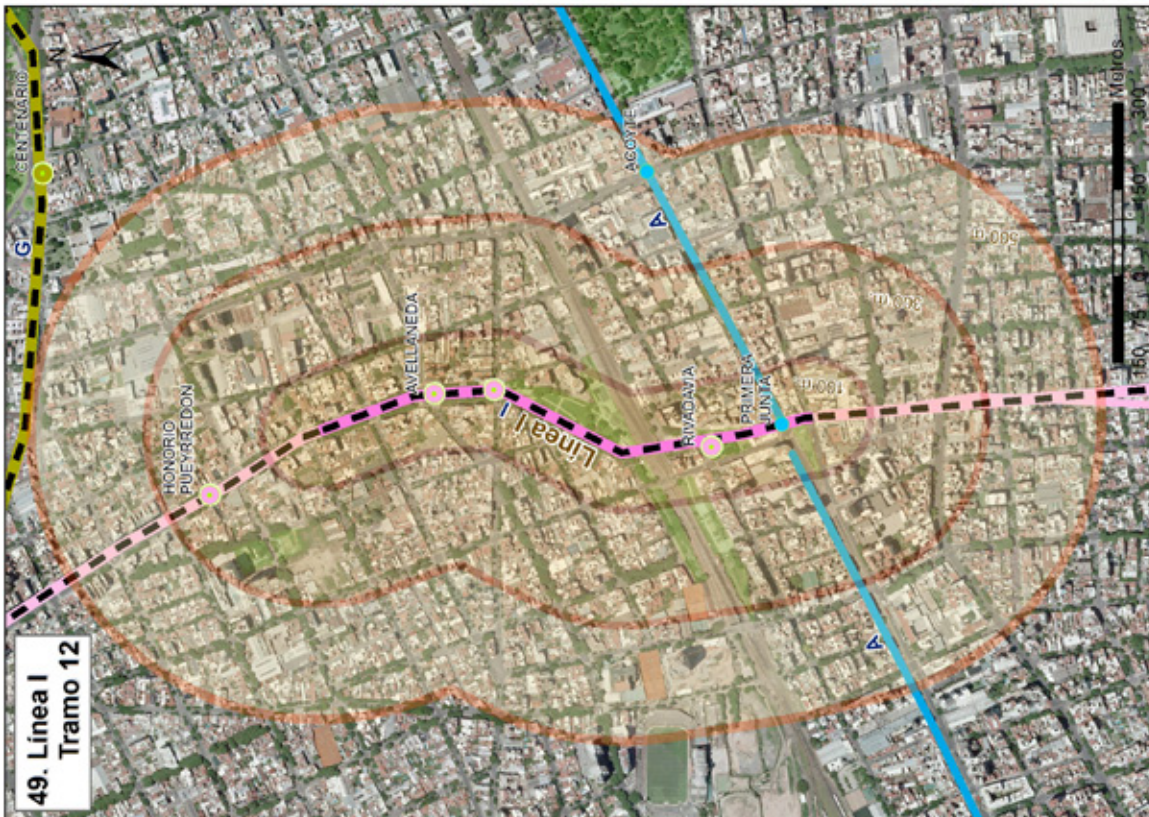 49. Línea I
Tramo 12
CENTENARIO
N
G
HONORIO
PUEYRREDON
AVELLANEDA
I
Línea I
RIVADAVIA
PRIMERA
JUNTA
ACOYTE
A
A
100 m.
300 m.
500 m.
150 75 0 150 300
Metros